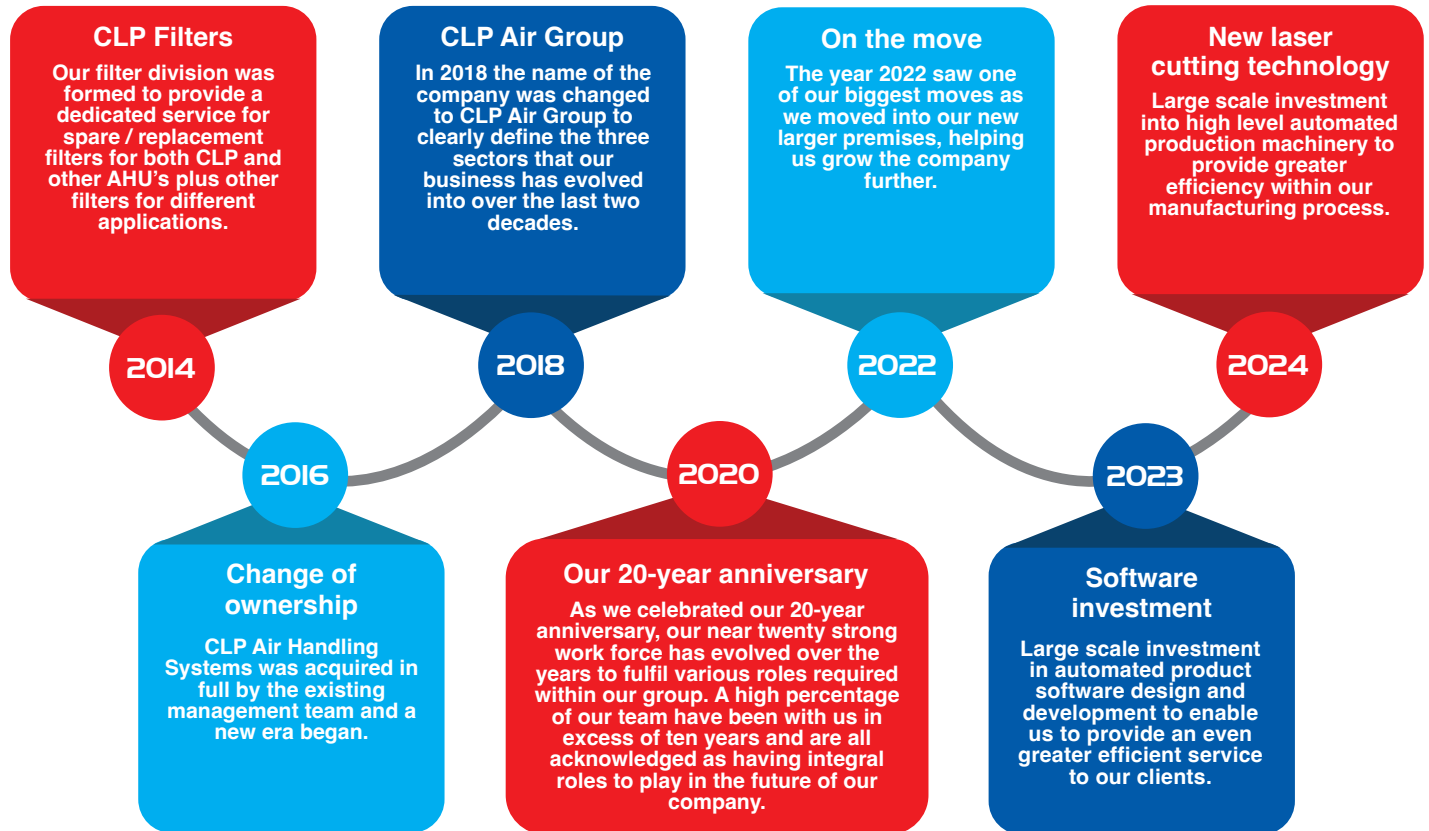 CLP Filters
Our filter division was
formed to provide a
dedicated service for
spare / replacement
filters for both CLP and
other AHU's plus other
filters for different
applications.
2014
2016
Change of
ownership
CLP Air Handling
Systems was acquired in
full by the existing
management team and a
new era began.
CLP Air Group
In 2018 the name of the
company was changed
to CLP Air Group to
clearly define the three
sectors that our
business has evolved
into over the last two
decades.
2018
2020
Our 20-year anniversary
As we celebrated our 20-year
anniversary, our near twenty strong
work force has evolved over the
years to fulfil various roles required
within our group. A high percentage
of our team have been with us in
excess of ten years and are all
acknowledged as having integral
roles to play in the future of our
company.
On the move
The year 2022 saw one
of our biggest moves as
we moved into our new
larger premises, helping
us grow the company
further.
2022
2023
Software
investment
Large scale investment
in automated product
software design and
development to enable
us to provide an even
greater efficient service
to our clients.
New laser
cutting technology
Large scale investment
into high level automated
production machinery to
provide greater
efficiency within our
manufacturing process.
2024